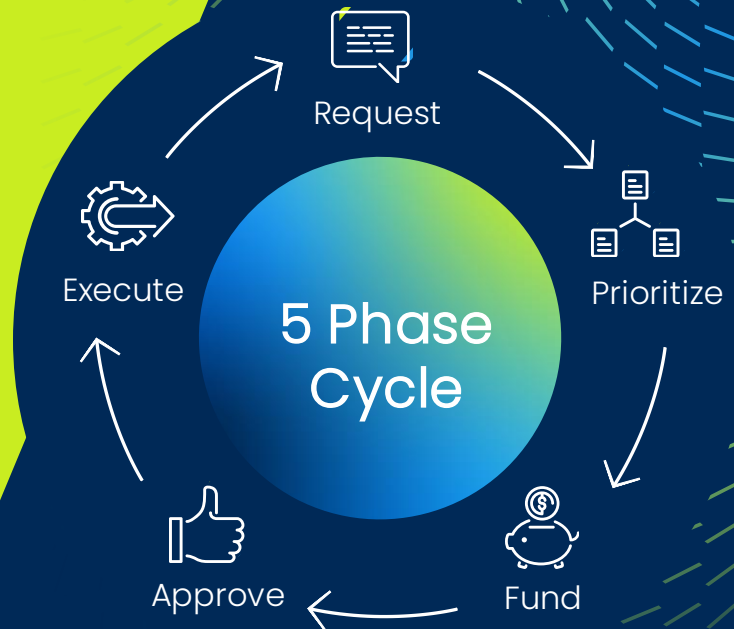 Request
Prioritize
Fund
Approve
Execute
5 Phase
Cycle
$